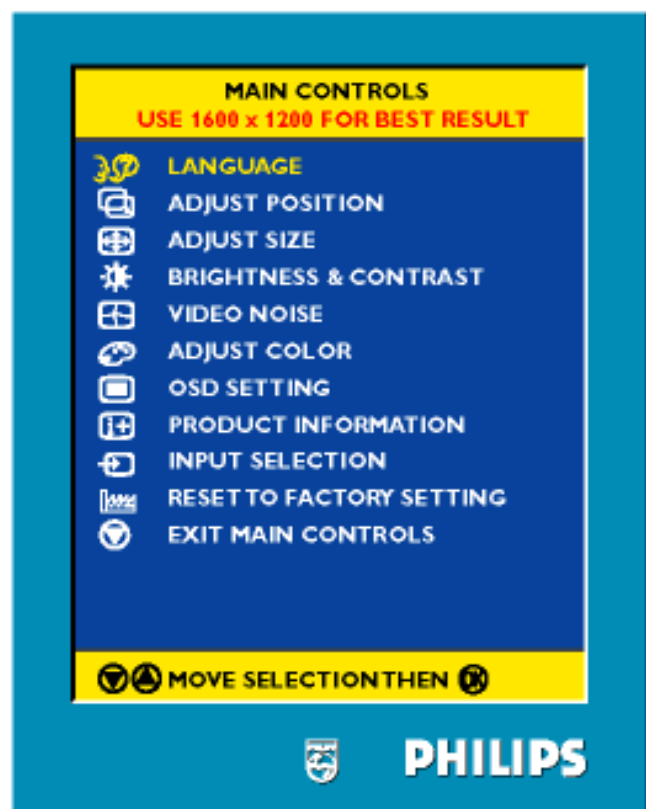 MAIN CONTROLS
USE 1600 x 1200 FOR BEST RESULT
LANGUAGE
ADJUST POSITION
ADJUST SIZE
BRIGHTNESS & CONTRAST
VIDEO NOISE
ADJUST COLOR
OSD SETTING
PRODUCT INFORMATION
INPUT SELECTION
RESET TO FACTORY SETTING
EXIT MAIN CONTROLS
MOVE SELECTION THEN OK
PHILIPS